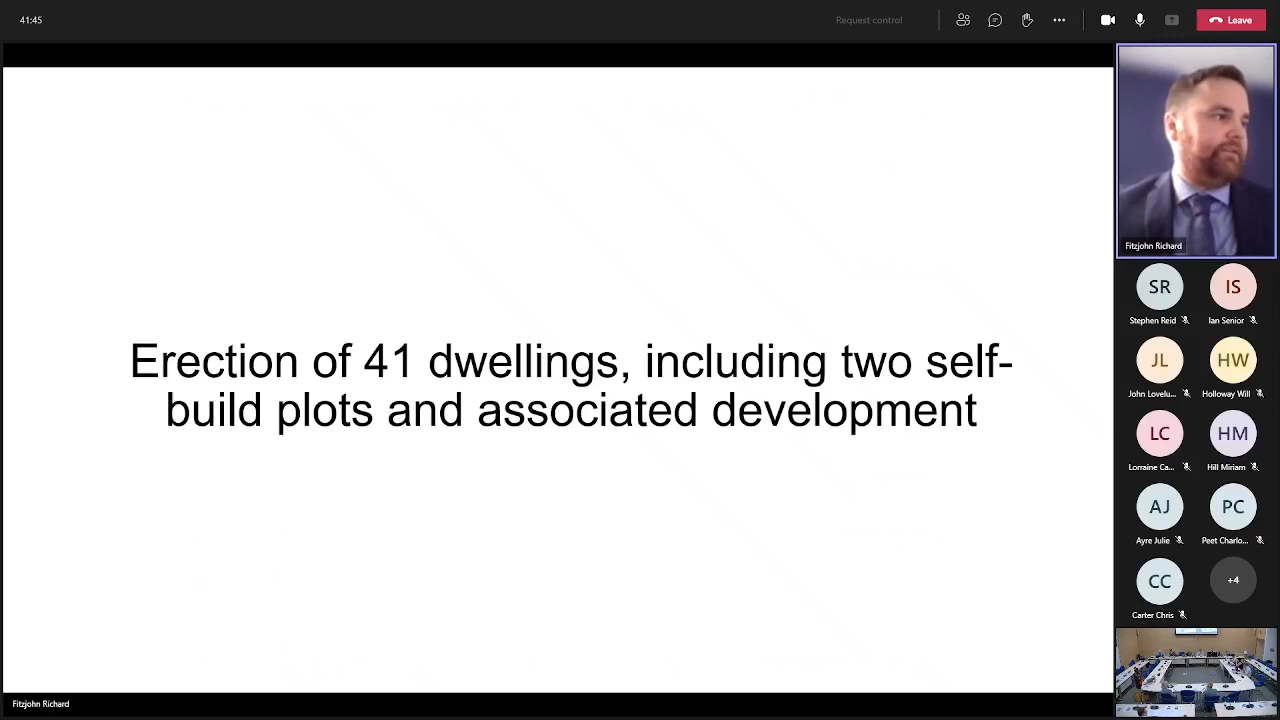 41:45
Request control
Leave
Erection of 41 dwellings, including two self-
build plots and associated development
Fitzjohn Richard
SR
IS
Stephen Reid
Ian Senior
JL
HW
John Lovelu...
Holloway Will
LC
HM
Lorraine Ca...
Hill Miriam
AJ
PC
Ayre Julie
Peet Charlo...
CC
+4
Carter Chris
Fitzjohn Richard